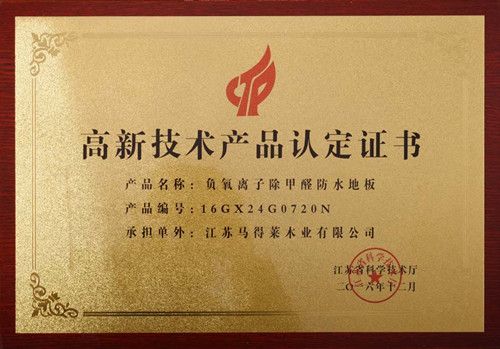 高新技术产品认定证书
产品名称：负氧离子除甲醛防水地板
产品编号：16GX24G0720N
承担单外：江苏马得莱木业有限公司
江苏省科学技术厅
二〇一六年十二月